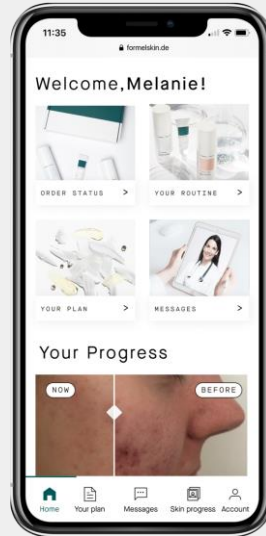 11:35
formelskin.de
Welcome,Melanie!
ORDER STATUS >
YOUR ROUTINE >
YOUR PLAN >
MESSAGES >
Your Progress
NOW
BEFORE
Home
Your plan
Messages
Skin progress
Account